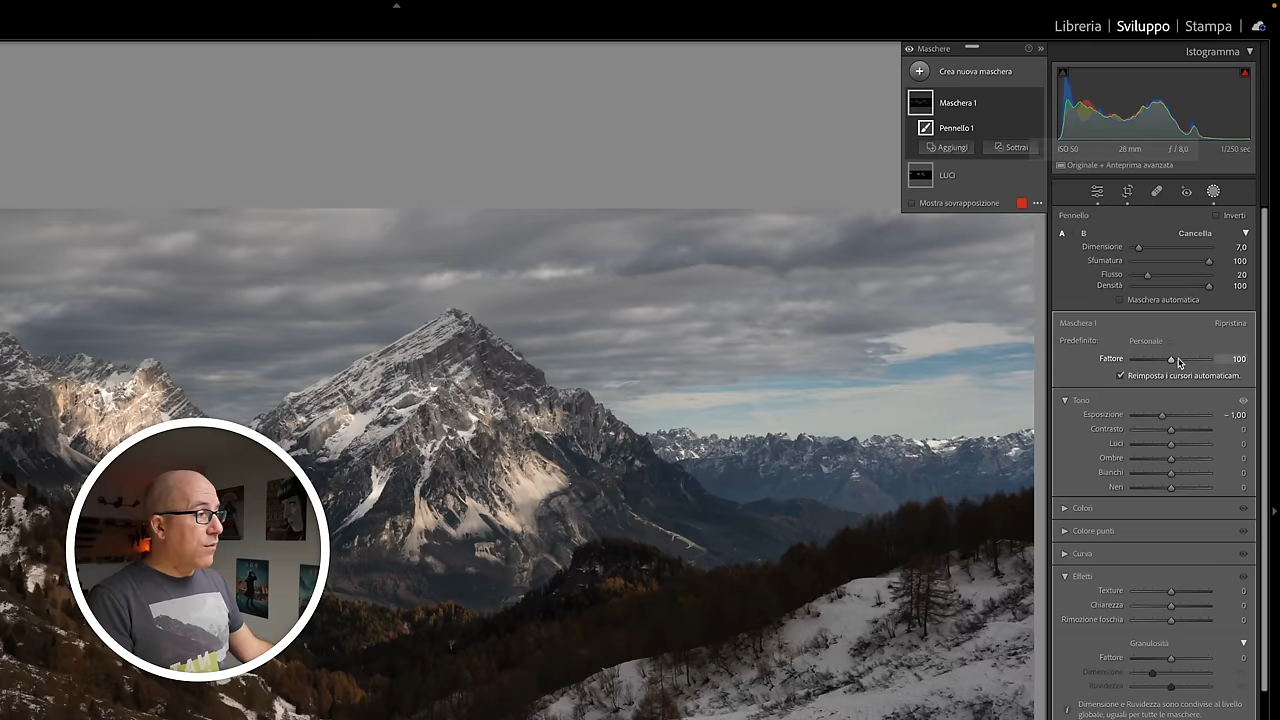 Libreria | Sviluppo | Stampa |
Istogramma
Maschere
Crea nuova maschera
Maschera 1
Pennello 1
Aggiungi Sottrai
LUCI
Mostra sovrapposizione
ISO 50 28 mm ƒ / 8,0 1/250 sec
Originale + Anteprima avanzata
Pennello Inverti
A B Cancella
Dimensione 7,0
Sfumatura 100
Flusso 20
Densità 100
Maschera automatica
Maschera 1 Ripristina
Predefinito: Personale
Fattore 100
Reimposta i cursori automaticam.
Tono
Esposizione – 1,00
Contrasto 0
Luci 0
Ombre 0
Bianchi 0
Neri 0
Colori
Colore punti
Curva
Effetti
Texture 0
Chiarezza 0
Rimozione foschia 0
Granulosità
Fattore 0
Dimensione
Ruvidezza
Dimensione e Ruvidezza sono condivise al livello
globale, uguali per tutte le maschere.